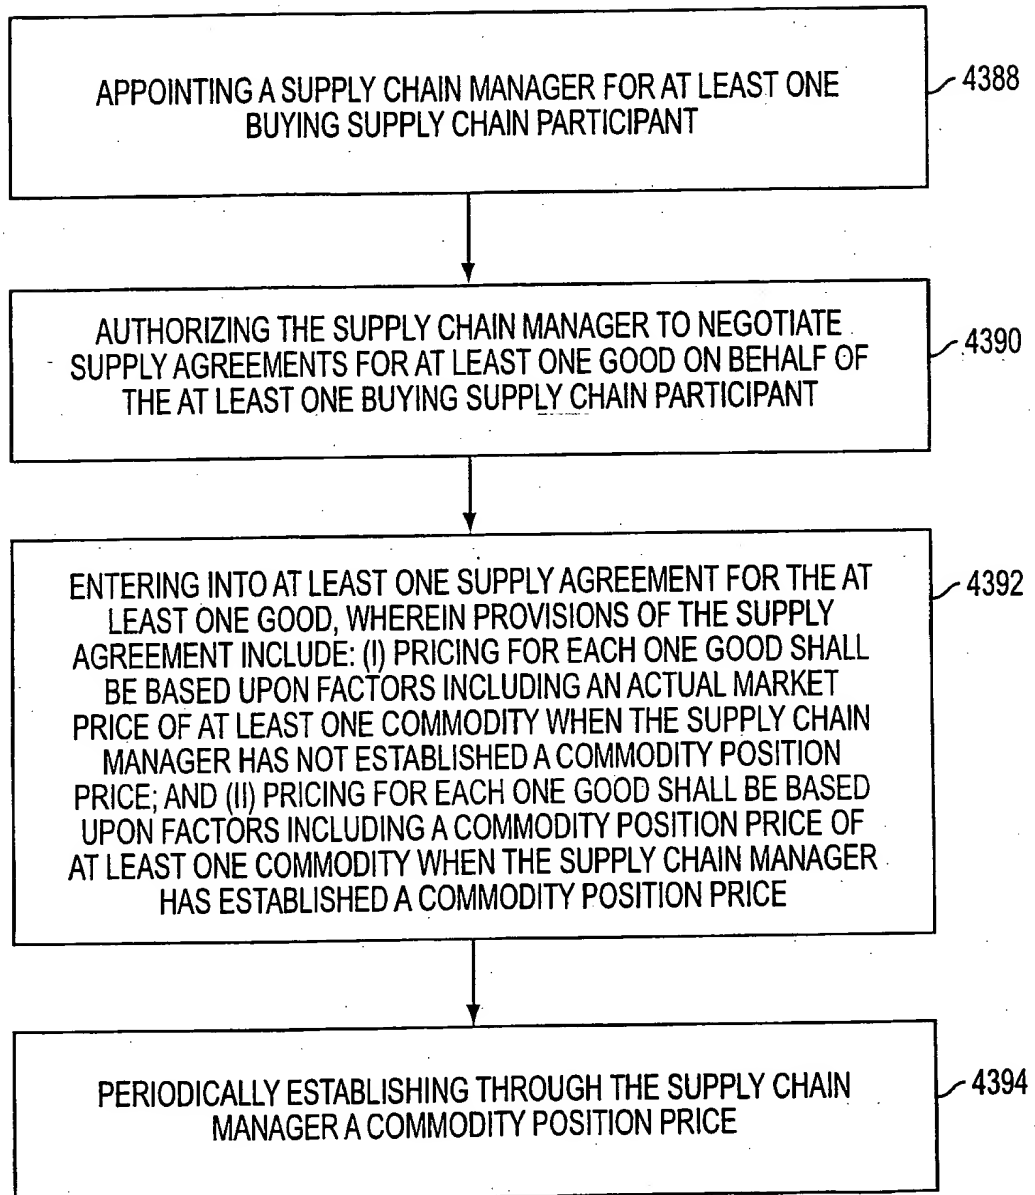 APPOINTING A SUPPLY CHAIN MANAGER FOR AT LEAST ONE
BUYING SUPPLY CHAIN PARTICIPANT
4388
AUTHORIZING THE SUPPLY CHAIN MANAGER TO NEGOTIATE
SUPPLY AGREEMENTS FOR AT LEAST ONE GOOD ON BEHALF OF
THE AT LEAST ONE BUYING SUPPLY CHAIN PARTICIPANT
4390
ENTERING INTO AT LEAST ONE SUPPLY AGREEMENT FOR THE AT
LEAST ONE GOOD, WHEREIN PROVISIONS OF THE SUPPLY
AGREEMENT INCLUDE: (I) PRICING FOR EACH ONE GOOD SHALL
BE BASED UPON FACTORS INCLUDING AN ACTUAL MARKET
PRICE OF AT LEAST ONE COMMODITY WHEN THE SUPPLY CHAIN
MANAGER HAS NOT ESTABLISHED A COMMODITY POSITION
PRICE; AND (II) PRICING FOR EACH ONE GOOD SHALL BE BASED
UPON FACTORS INCLUDING A COMMODITY POSITION PRICE OF
AT LEAST ONE COMMODITY WHEN THE SUPPLY CHAIN MANAGER
HAS ESTABLISHED A COMMODITY POSITION PRICE
4392
PERIODICALLY ESTABLISHING THROUGH THE SUPPLY CHAIN
MANAGER A COMMODITY POSITION PRICE
4394